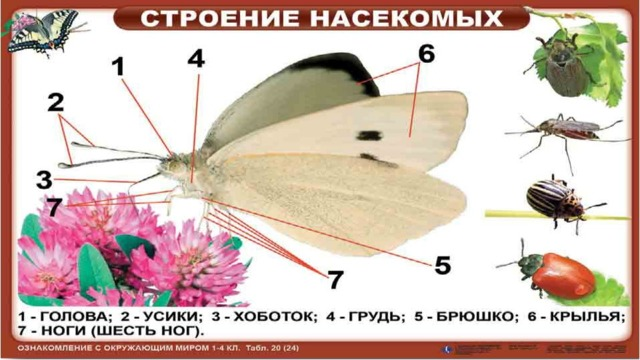 СТРОЕНИЕ НАСЕКОМЫХ
1
4
6
2
3
7
5
7
1 - ГОЛОВА; 2 - УСИКИ; 3 - ХОБОТОК; 4 - ГРУДЬ; 5 - БРЮШКО; 6 - КРЫЛЬЯ;
7 - НОГИ (ШЕСТЬ НОГ).
ОЗНАКОМЛЕНИЕ С ОКРУЖАЮЩИМ МИРОМ 1-4 КЛ. Табл. 20 (24)